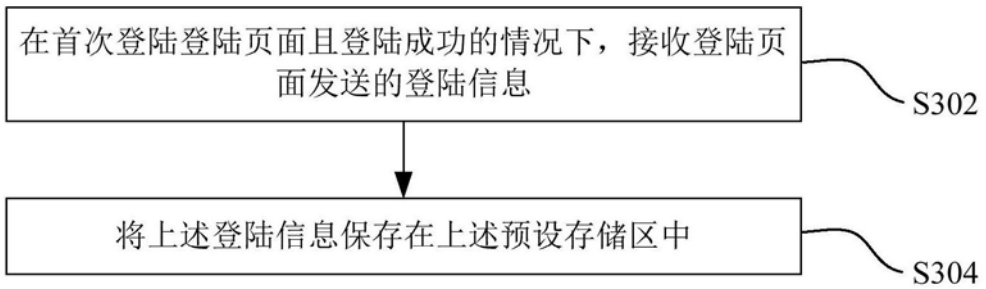 在首次登陆登陆页面且登陆成功的情况下，接收登陆页
面发送的登陆信息
S302
将上述登陆信息保存在上述预设存储区中
S304